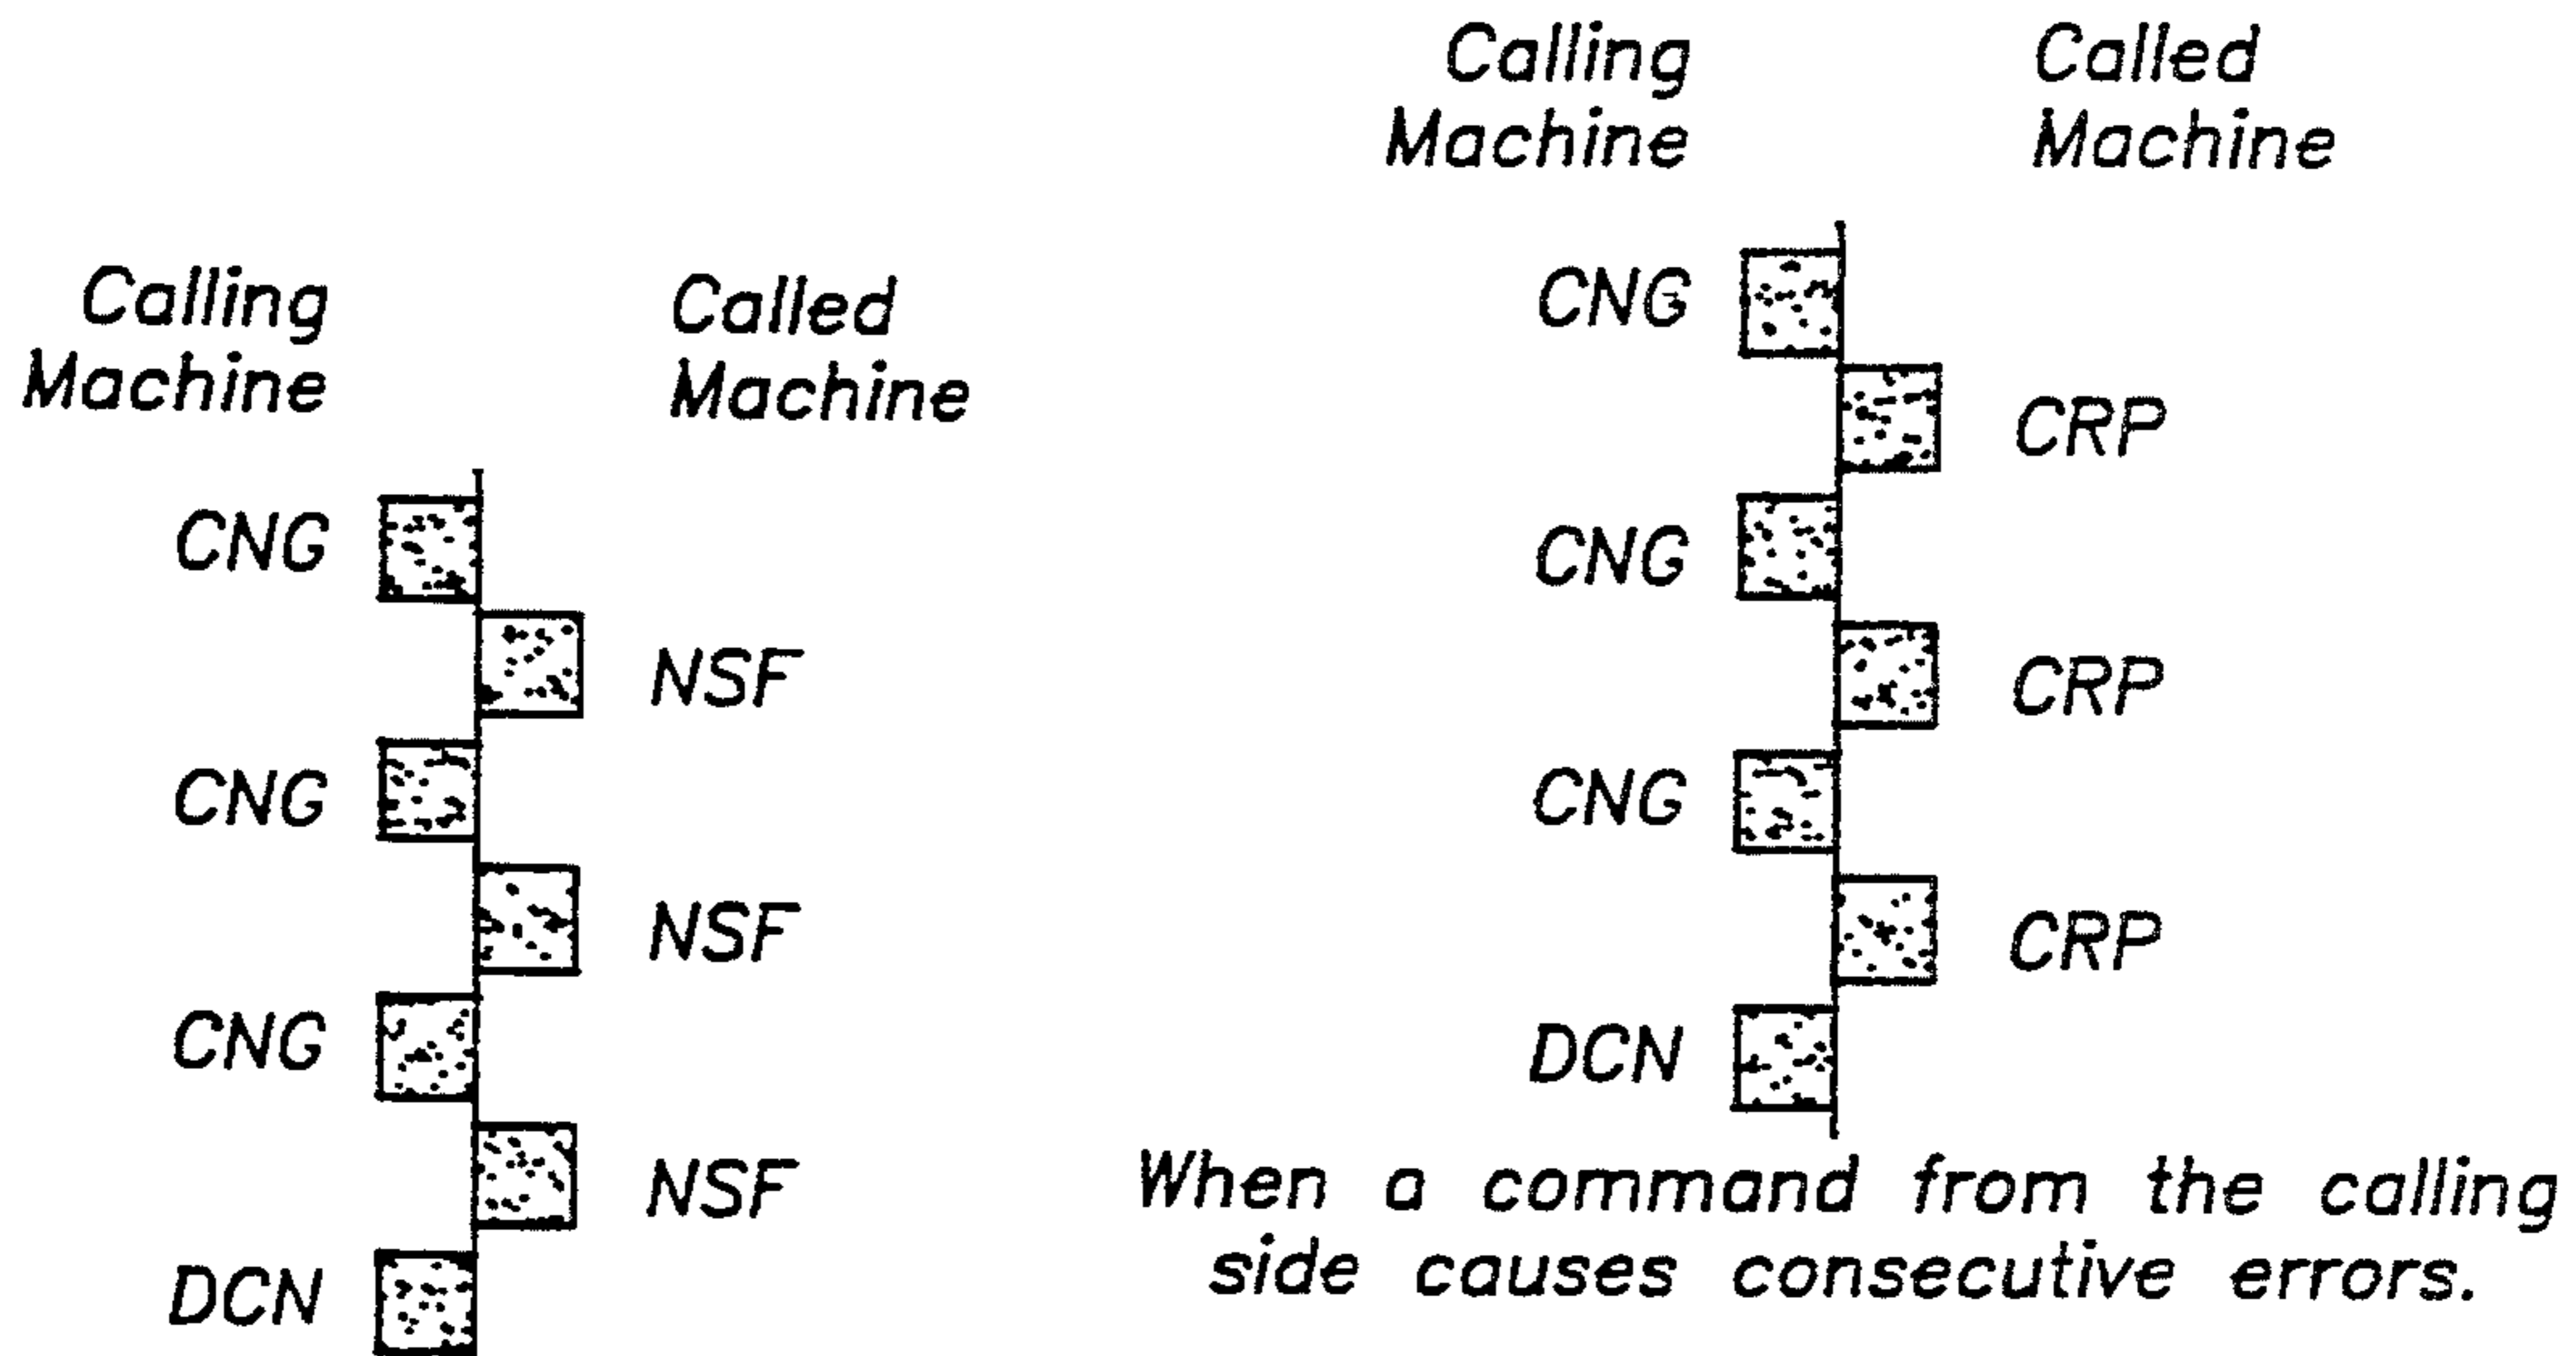 Calling
Machine
Called
Machine
CNG
NSF
CNG
NSF
CNG
NSF
DCN
Calling
Machine
Called
Machine
CNG
CRP
CNG
CRP
CNG
CRP
DCN
When a command from the calling
side causes consecutive errors.